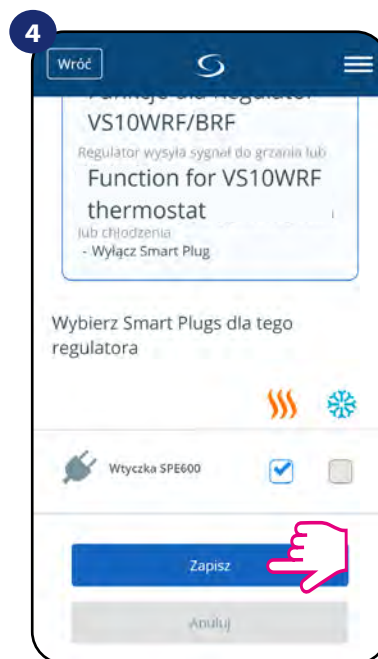 4
Wróć
VS10WRF/BRF
Regulator wysyła sygnał do grzania lub
Function for VS10WRF
thermostat
lub chłodzenia
- Wyłącz Smart Plug
Wybierz Smart Plugs dla tego
regulatora
Wtyczka SPE600
Zapisz
Anuluj